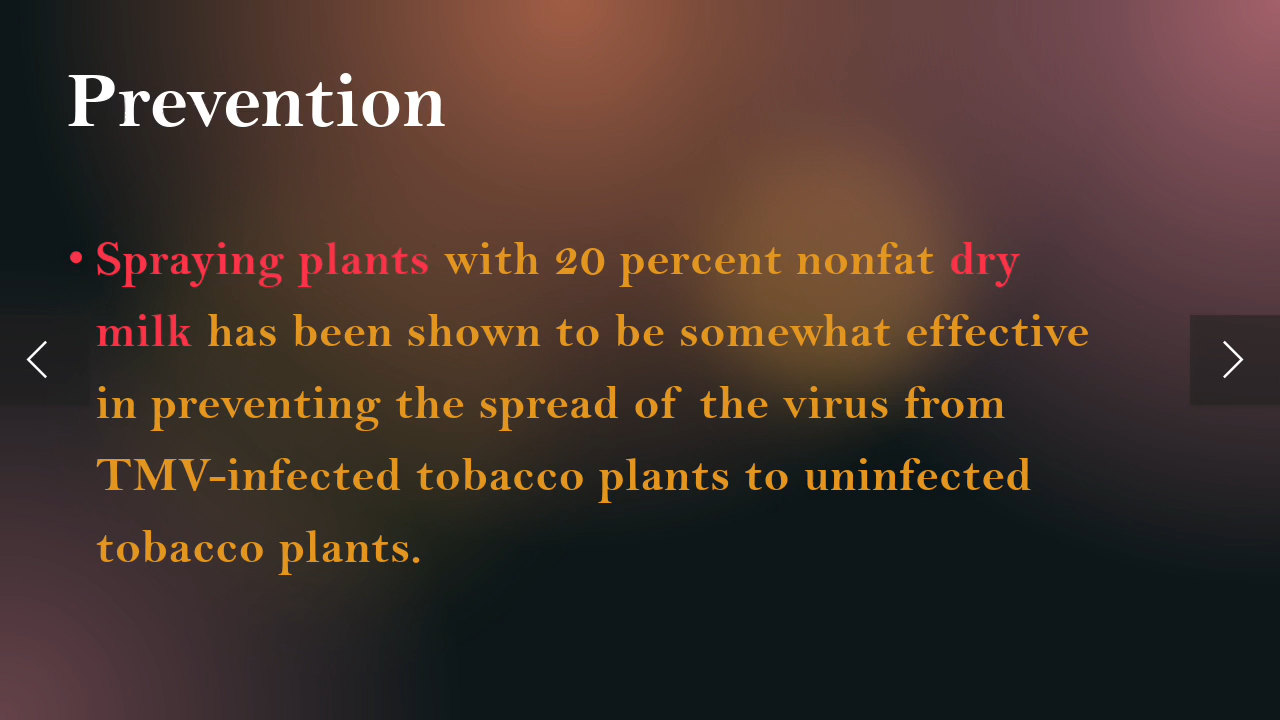 Prevention
• Spraying plants with 20 percent nonfat dry
milk has been shown to be somewhat effective
in preventing the spread of the virus from
TMV-infected tobacco plants to uninfected
tobacco plants.